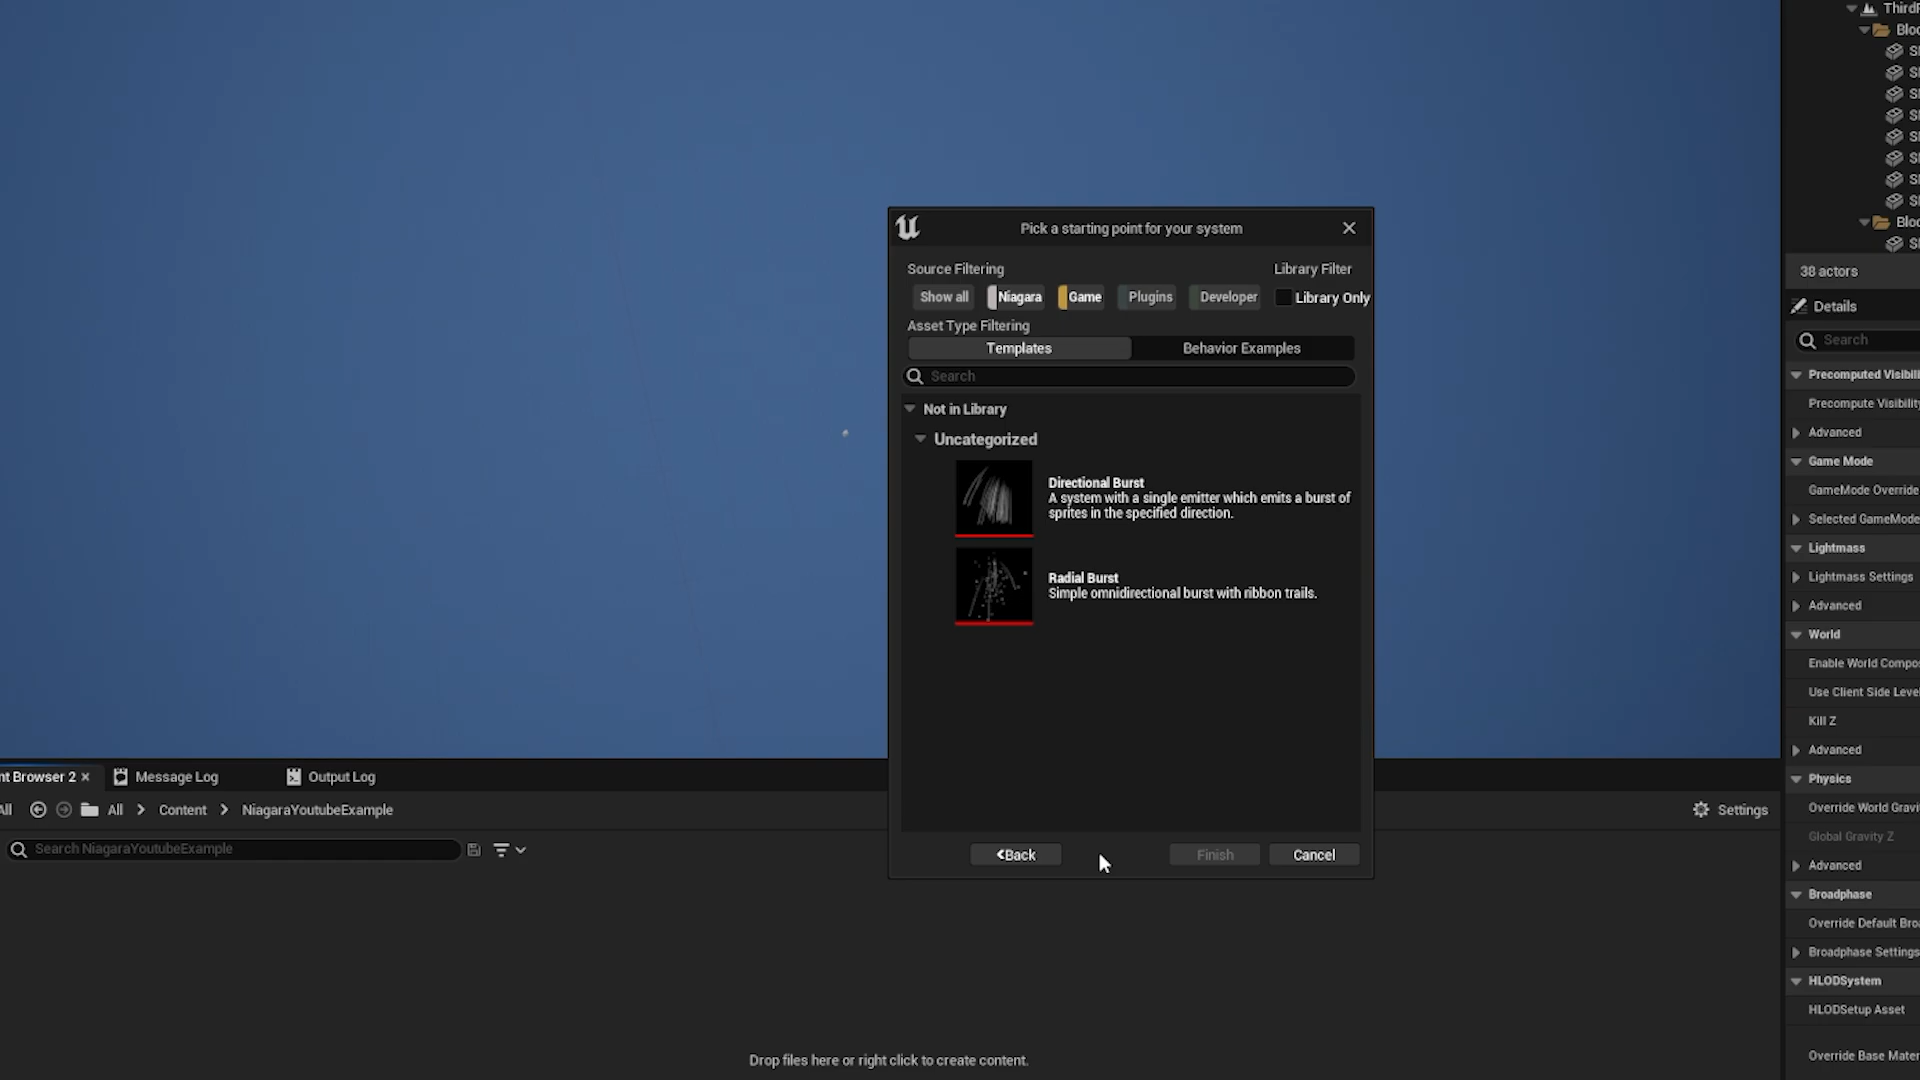 Pick a starting point for your system
Source Filtering
Library Filter
Show all
Niagara
Game
Plugins
Developer
Library Only
Asset Type Filtering
Templates
Behavior Examples
Search
Not in Library
Uncategorized
Directional Burst
A system with a single emitter which emits a burst of
sprites in the specified direction.
Radial Burst
Simple omnidirectional burst with ribbon trails.
<Back
Finish
Cancel
38 actors
Details
Search
Precomputed Visibili
Precompute Visibility
Advanced
Game Mode
GameMode Override
Selected GameMode
Lightmass
Lightmass Settings
Advanced
World
Enable World Compo
Use Client Side Leve
Kill Z
Advanced
Physics
Override World Gravi
Global Gravity Z
Advanced
Broadphase
Override Default Bro
Broadphase Settings
HLODSystem
HLODSetup Asset
Override Base Mater
nt Browser 2
Message Log
Output Log
All
All > Content > NiagaraYoutubeExample
Settings
Search NiagaraYoutubeExample
Drop files here or right click to create content.